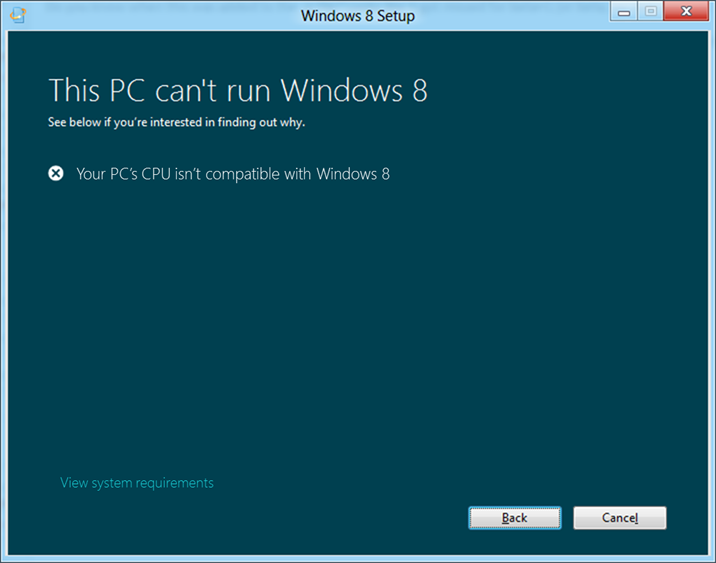 Windows 8 Setup
This PC can't run Windows 8
See below if you're interested in finding out why.
Your PC's CPU isn't compatible with Windows 8
View system requirements
Back
Cancel